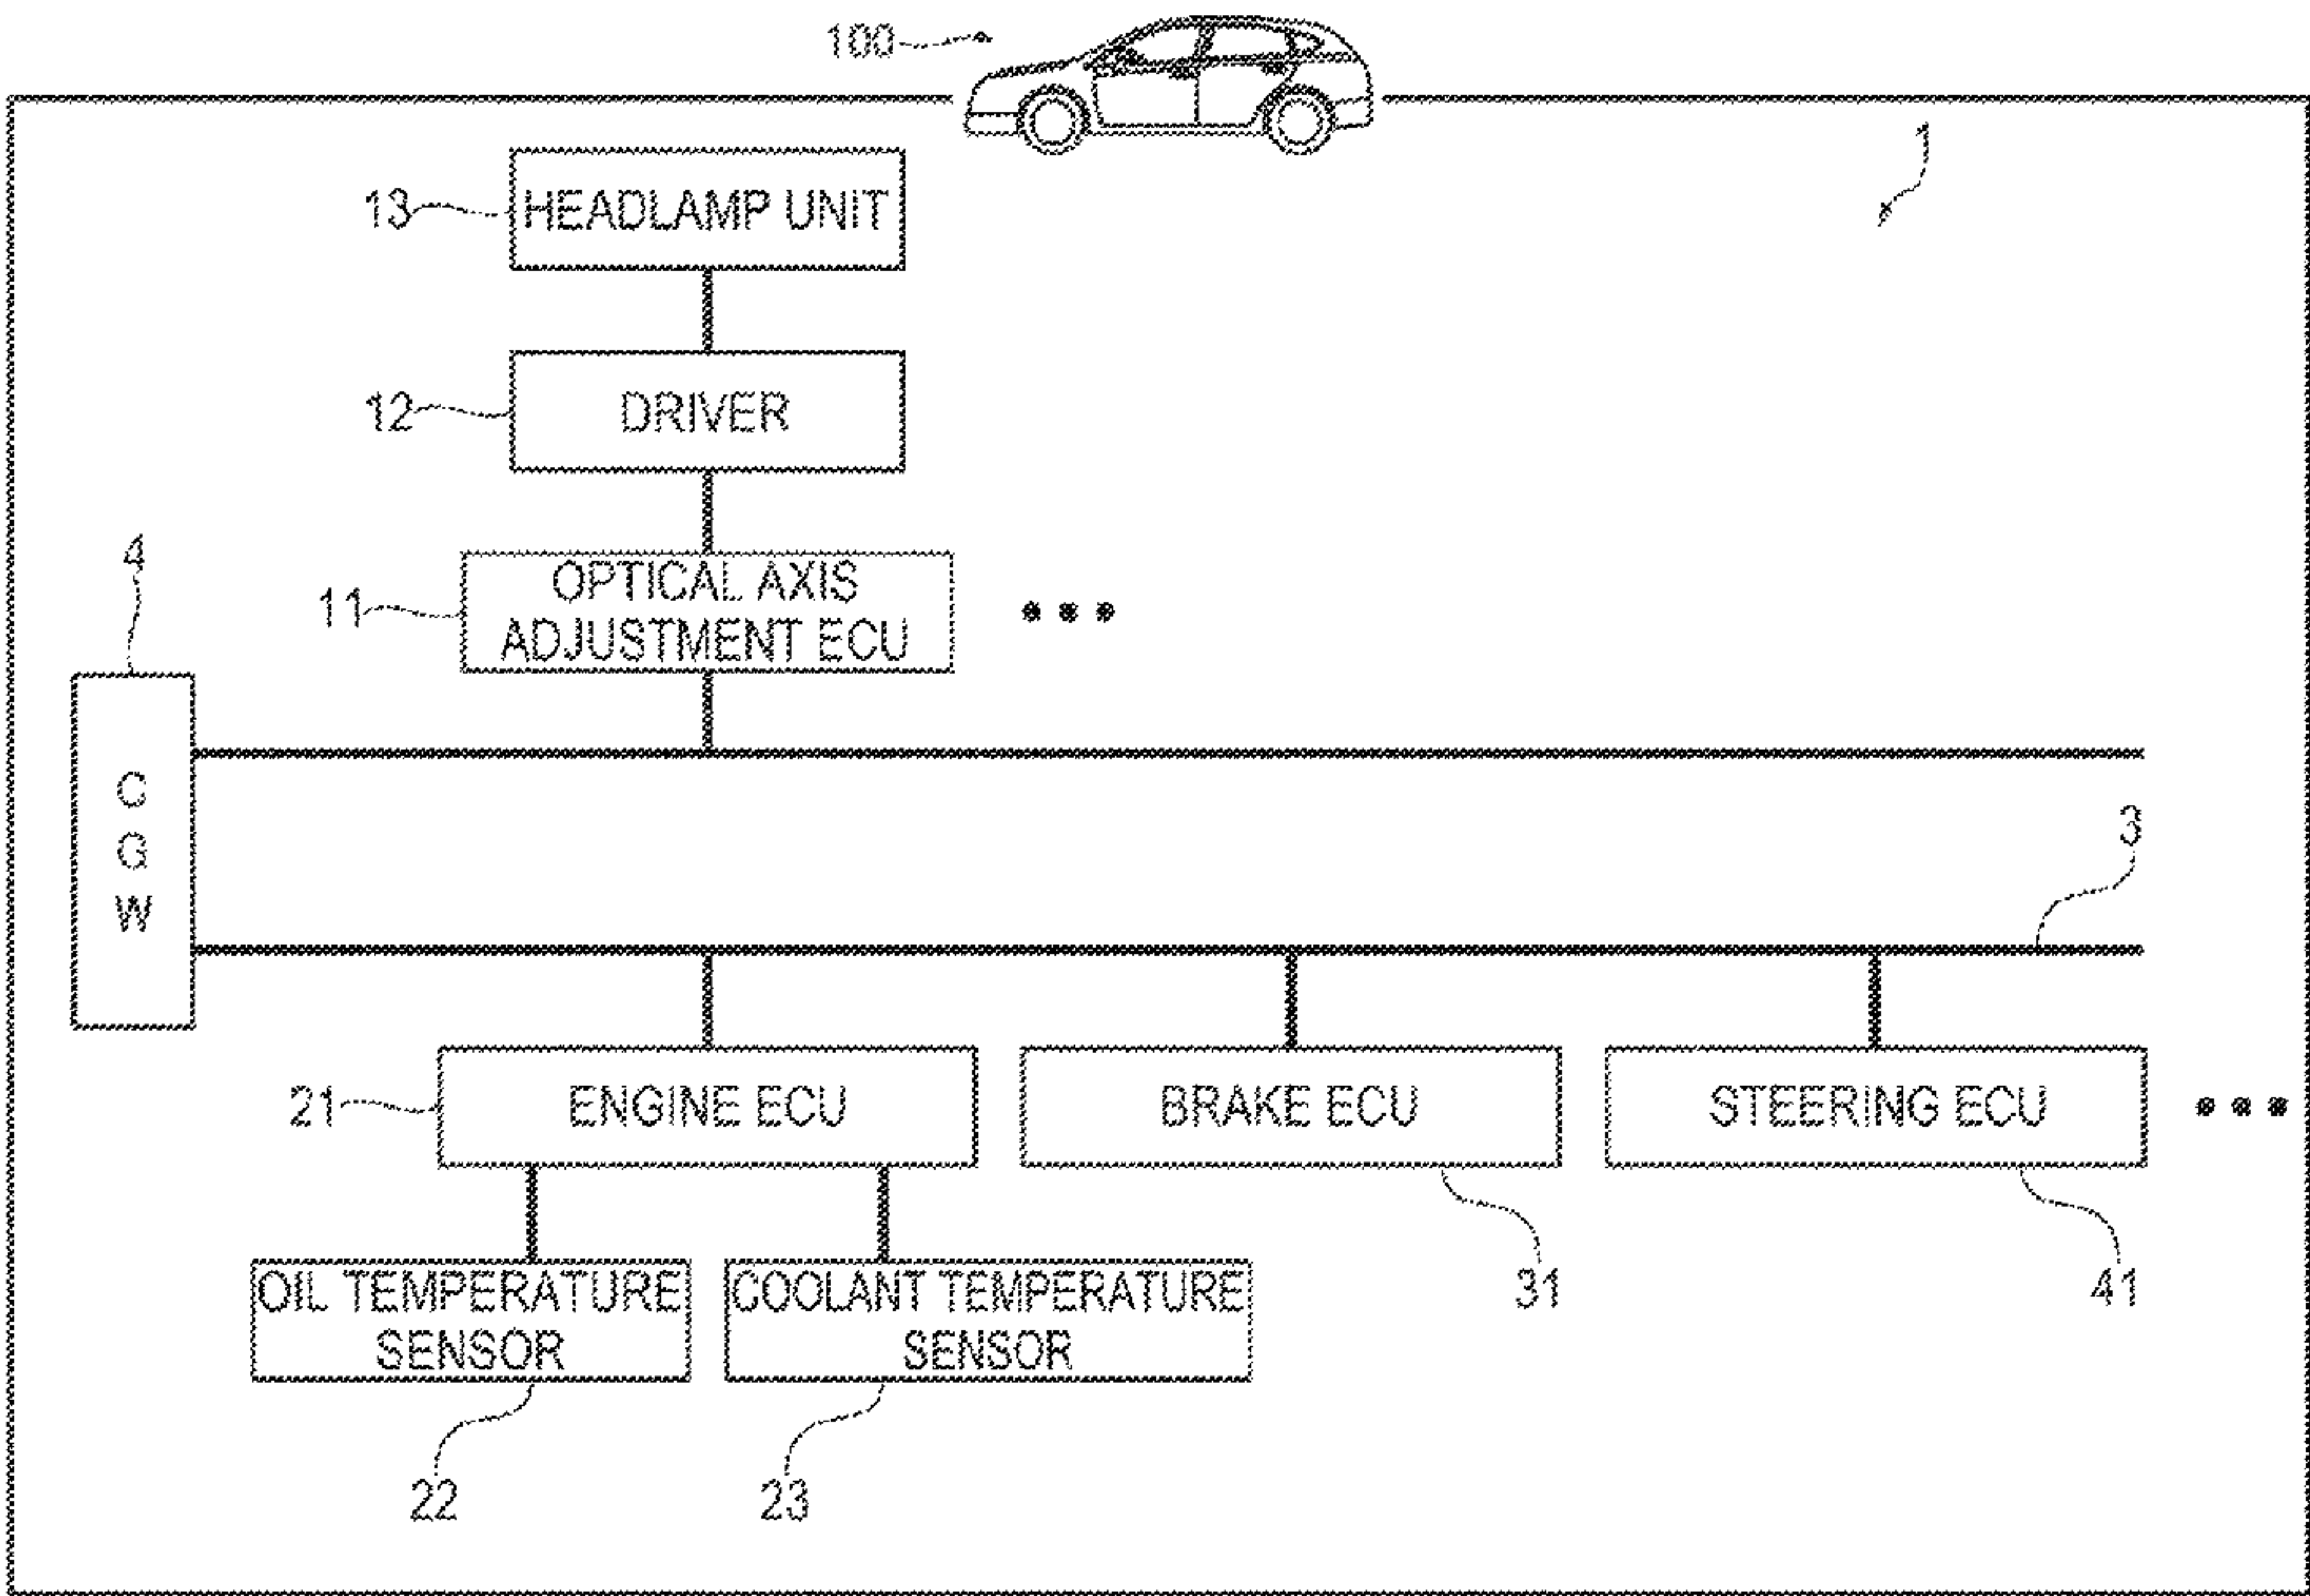 100
1
13
HEADLAMP UNIT
12
DRIVER
4
11
OPTICAL AXIS
ADJUSTMENT ECU
C
G
W
3
21
ENGINE ECU
BRAKE ECU
STEERING ECU
OIL TEMPERATURE
SENSOR
COOLANT TEMPERATURE
SENSOR
31
41
22
23